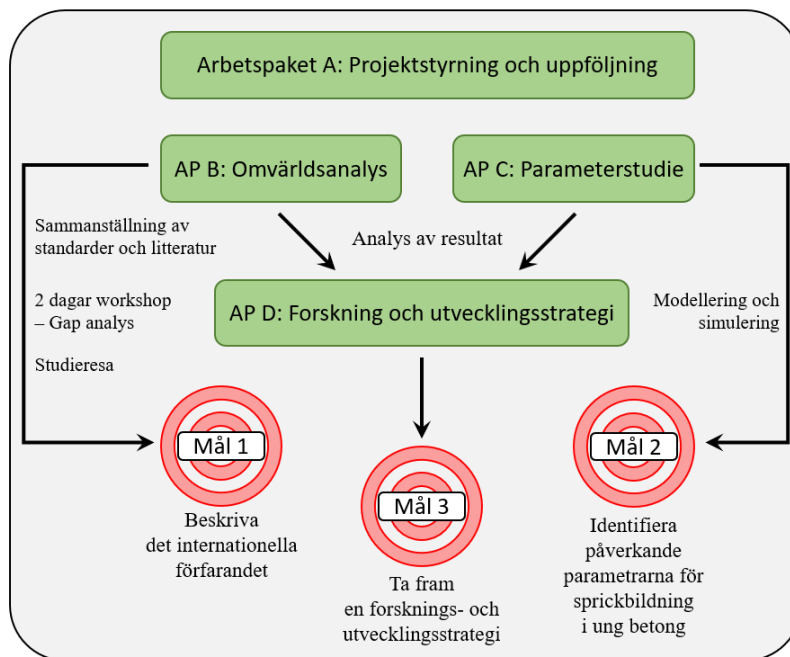 Arbetspaket A: Projektstyrning och uppföljning
AP B: Omvärldsanalys
AP C: Parameterstudie
Sammanställning av
standarder och litteratur
Analys av resultat
2 dagar workshop
– Gap analys
Studieresa
AP D: Forskning och utvecklingsstrategi
Modellering och
simulering
Mål 1
Beskriva
det internationella
förfarandet
Mål 3
Ta fram
en forsknings- och
utvecklingsstrategi
Mål 2
Identifiera
påverkande
parametrarna för
sprickbildning
i ung betong